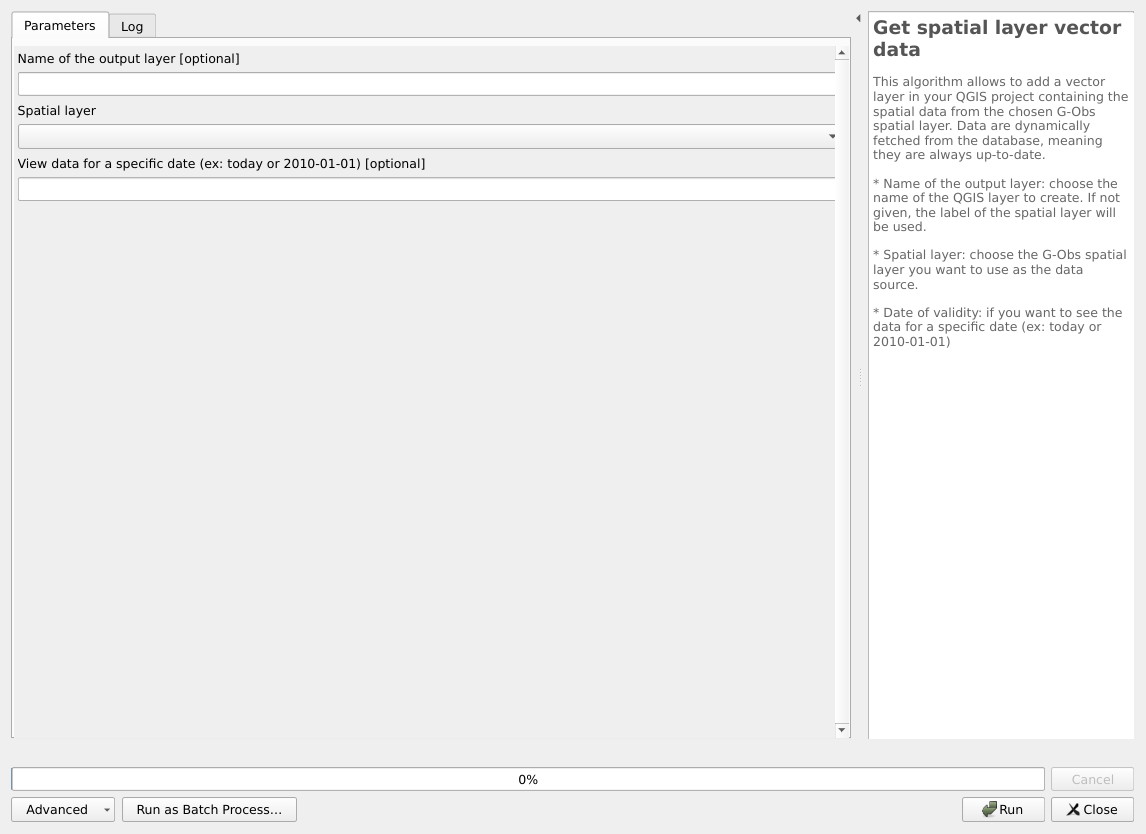 Parameters
Log
Name of the output layer [optional]
Spatial layer
View data for a specific date (ex: today or 2010-01-01) [optional]
Get spatial layer vector
data
This algorithm allows to add a vector
layer in your QGIS project containing the
spatial data from the chosen G-Obs
spatial layer. Data are dynamically
fetched from the database, meaning
they are always up-to-date.
* Name of the output layer: choose the
name of the QGIS layer to create. If not
given, the label of the spatial layer will
be used.
* Spatial layer: choose the G-Obs spatial
layer you want to use as the data
source.
* Date of validity: if you want to see the
data for a specific date (ex: today or
2010-01-01)
0%
Cancel
Advanced
Run as Batch Process...
Run
Close